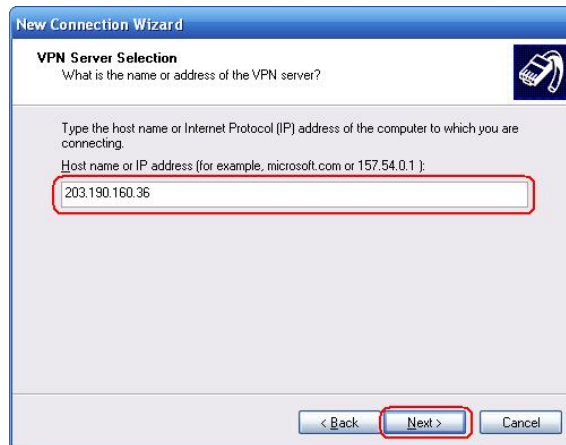 New Connection Wizard
VPN Server Selection
What is the name or address of the VPN server?
Type the host name or Internet Protocol (IP) address of the computer to which you are
connecting.
Host name or IP address (for example, microsoft.com or 157.54.0.1 ):
203.190.160.36
< Back Next > Cancel